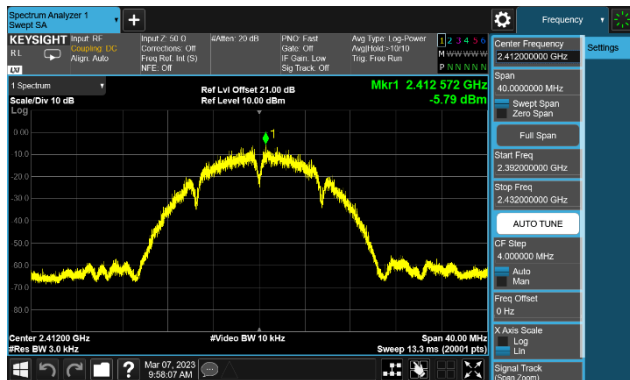 Spectrum Analyzer 1
Swept SA
Frequency
KEYSIGHT
RL
LXI
Input: RF
Coupling: DC
Align: Auto
Input Z: 50 Ω
Corrections: Off
Freq Ref: Int (S)
NFE: Off
#Atten: 20 dB
PNO: Fast
Gate: Off
IF Gain: Low
Sig Track: Off
Avg Type: Log-Power
Avg|Hold:>10/10
Trig: Free Run
1 2 3 4 5 6
M W W W W W
P N N N N N
1 Spectrum
Scale/Div 10 dB
Log
Ref Lvl Offset 21.00 dB
Ref Level 10.00 dBm
Mkr1 2.412 572 GHz
-5.79 dBm
1
0.00
-10.0
-20.0
-30.0
-40.0
-50.0
-60.0
-70.0
-80.0
Center 2.41200 GHz
#Res BW 3.0 kHz
#Video BW 10 kHz
Span 40.00 MHz
Sweep 13.3 ms (20001 pts)
Center Frequency
2.412000000 GHz
Settings
Span
40.0000000 MHz
Swept Span
Zero Span
Full Span
Start Freq
2.392000000 GHz
Stop Freq
2.432000000 GHz
AUTO TUNE
CF Step
4.000000 MHz
Auto
Man
Freq Offset
0 Hz
X Axis Scale
Log
Lin
Signal Track
(Span Zoom)
Mar 07, 2023
9:58:07 AM